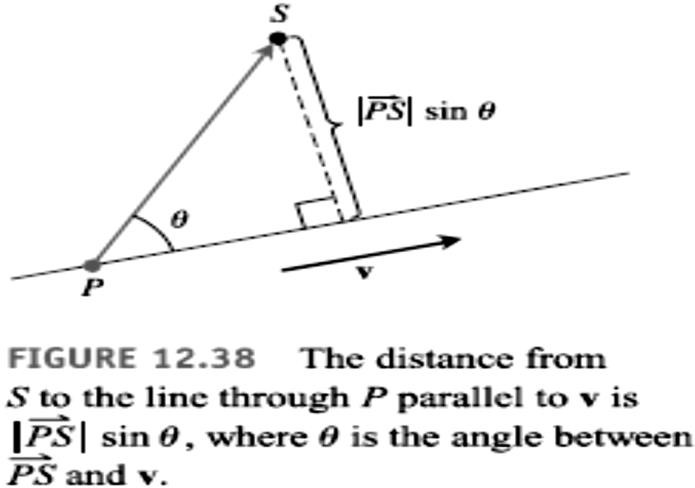 S
|PS| sin θ
θ
P
v
FIGURE 12.38 The distance from
S to the line through P parallel to v is
|PS| sin θ, where θ is the angle between
PS and v.